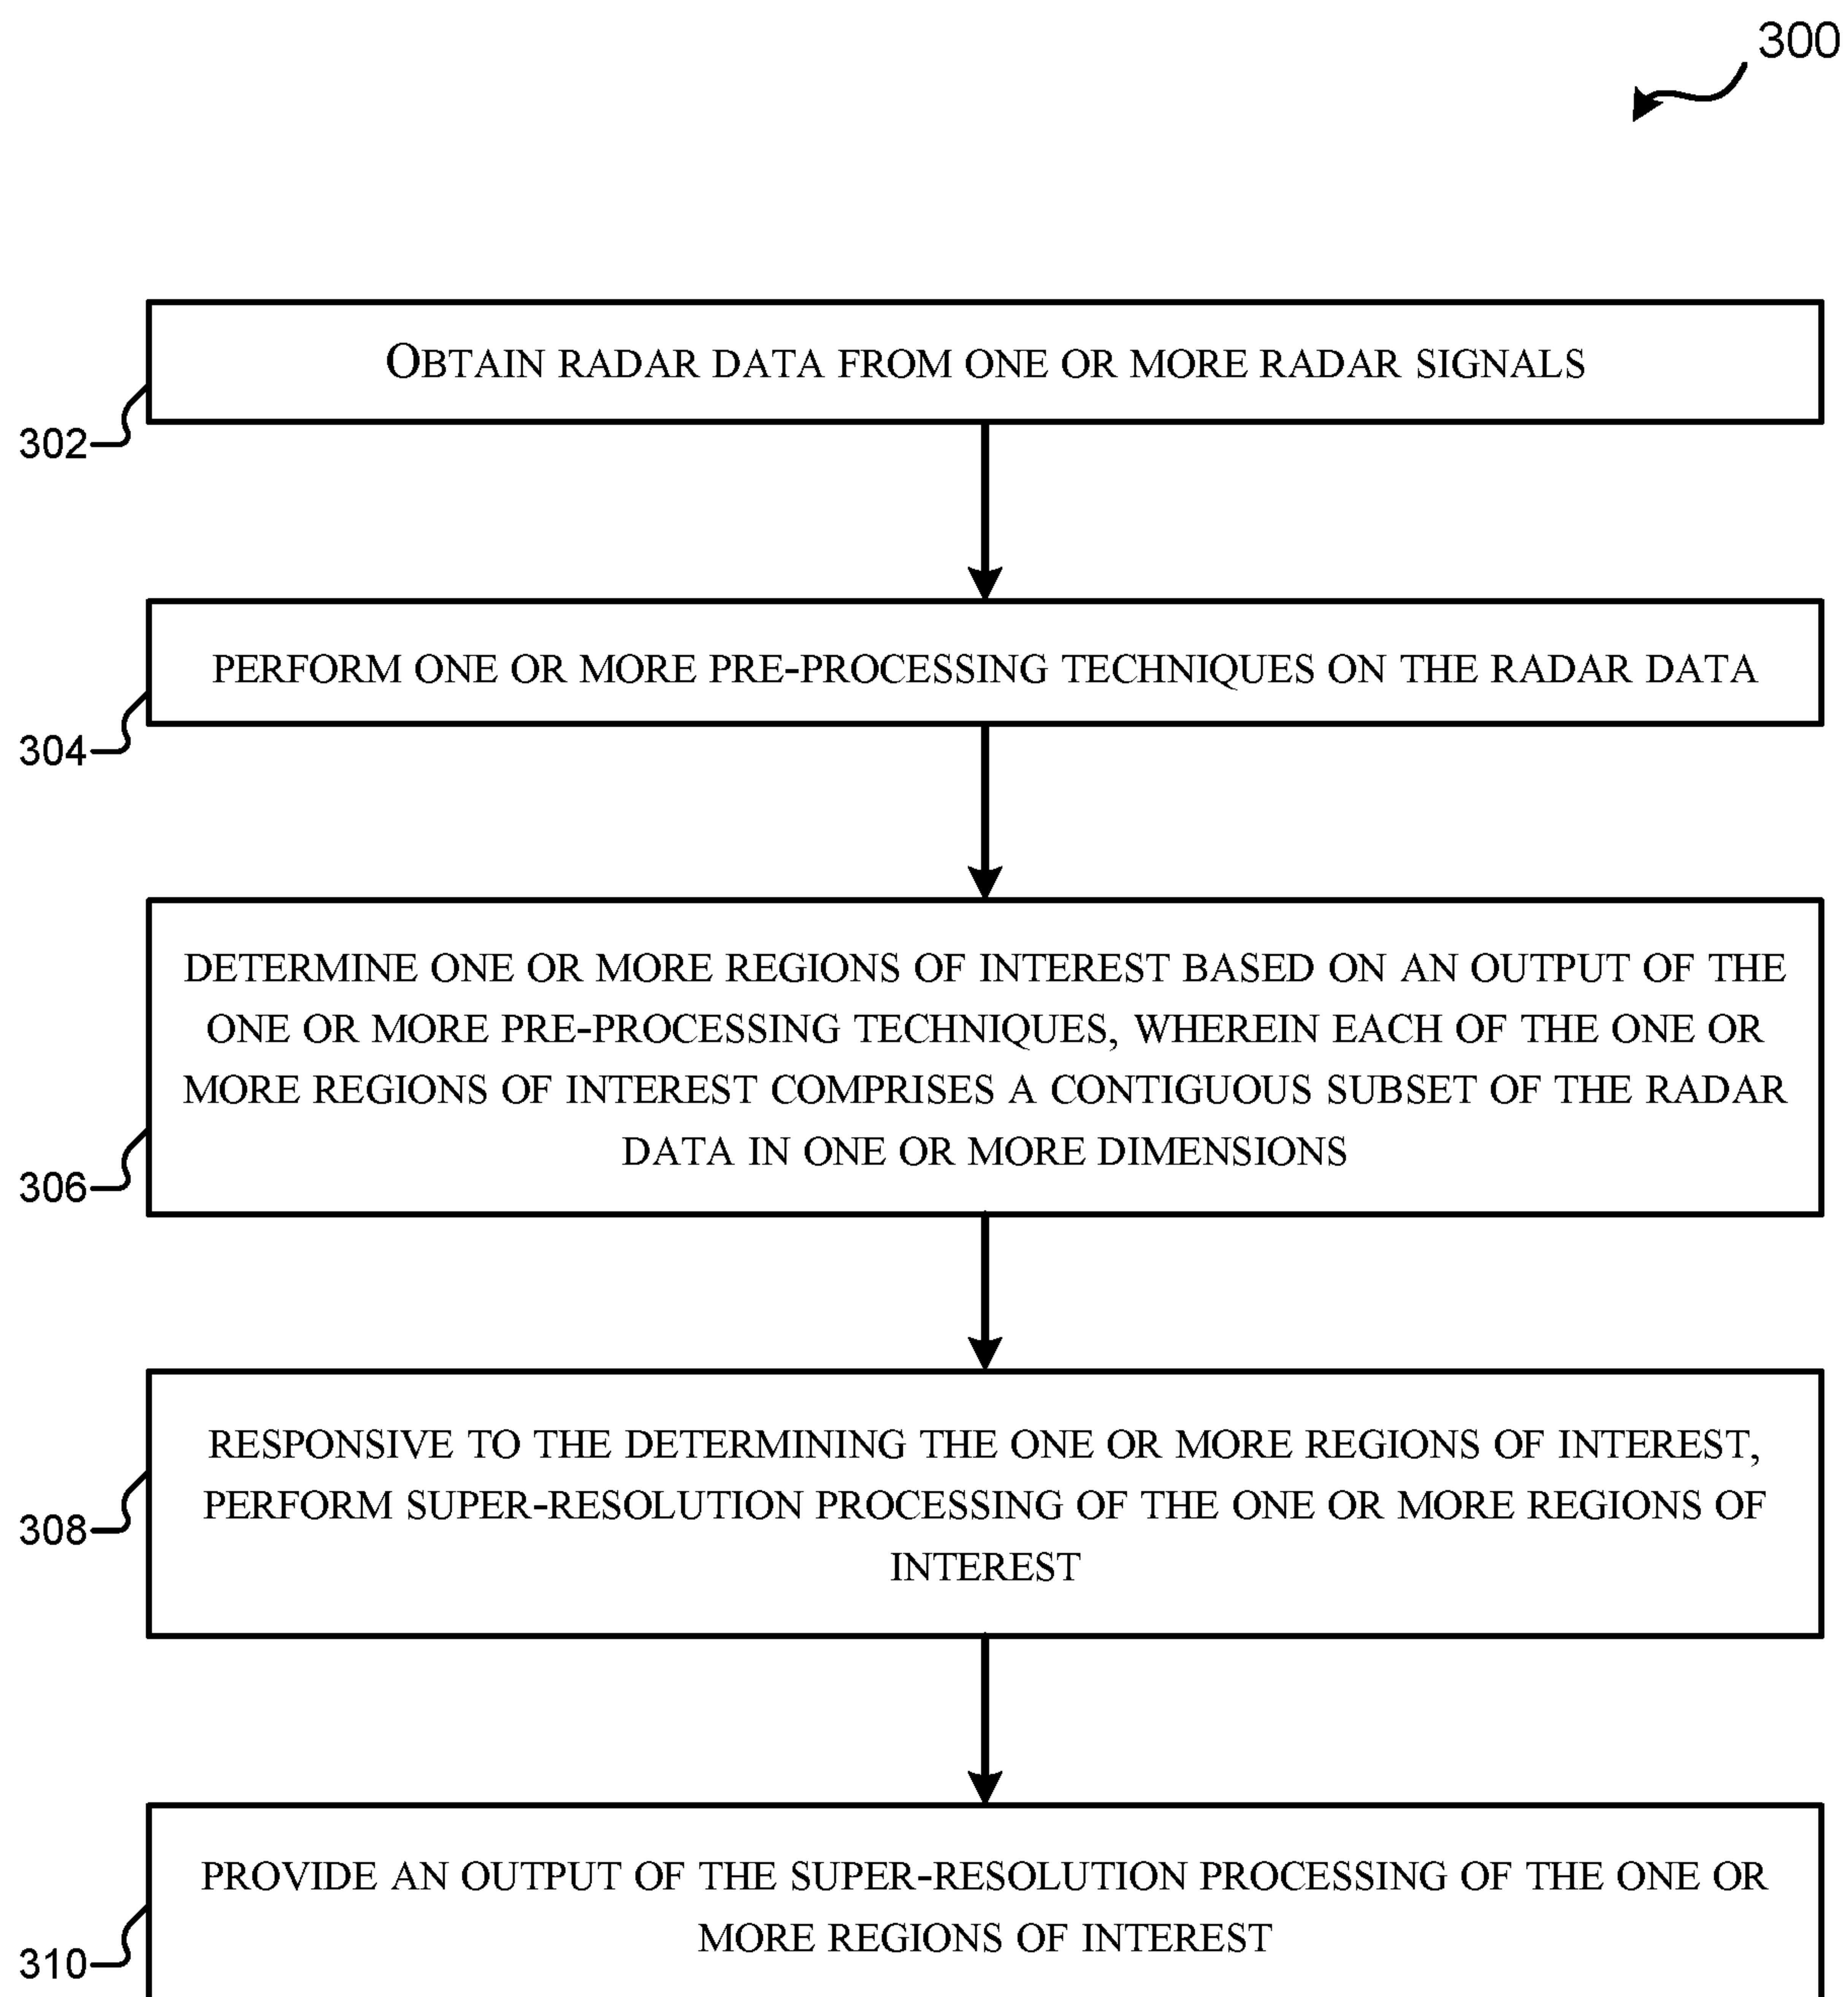 300
OBTAIN RADAR DATA FROM ONE OR MORE RADAR SIGNALS
302
PERFORM ONE OR MORE PRE-PROCESSING TECHNIQUES ON THE RADAR DATA
304
DETERMINE ONE OR MORE REGIONS OF INTEREST BASED ON AN OUTPUT OF THE
ONE OR MORE PRE-PROCESSING TECHNIQUES, WHEREIN EACH OF THE ONE OR
MORE REGIONS OF INTEREST COMPRISES A CONTIGUOUS SUBSET OF THE RADAR
DATA IN ONE OR MORE DIMENSIONS
306
RESPONSIVE TO THE DETERMINING THE ONE OR MORE REGIONS OF INTEREST,
PERFORM SUPER-RESOLUTION PROCESSING OF THE ONE OR MORE REGIONS OF
INTEREST
308
PROVIDE AN OUTPUT OF THE SUPER-RESOLUTION PROCESSING OF THE ONE OR
MORE REGIONS OF INTEREST
310